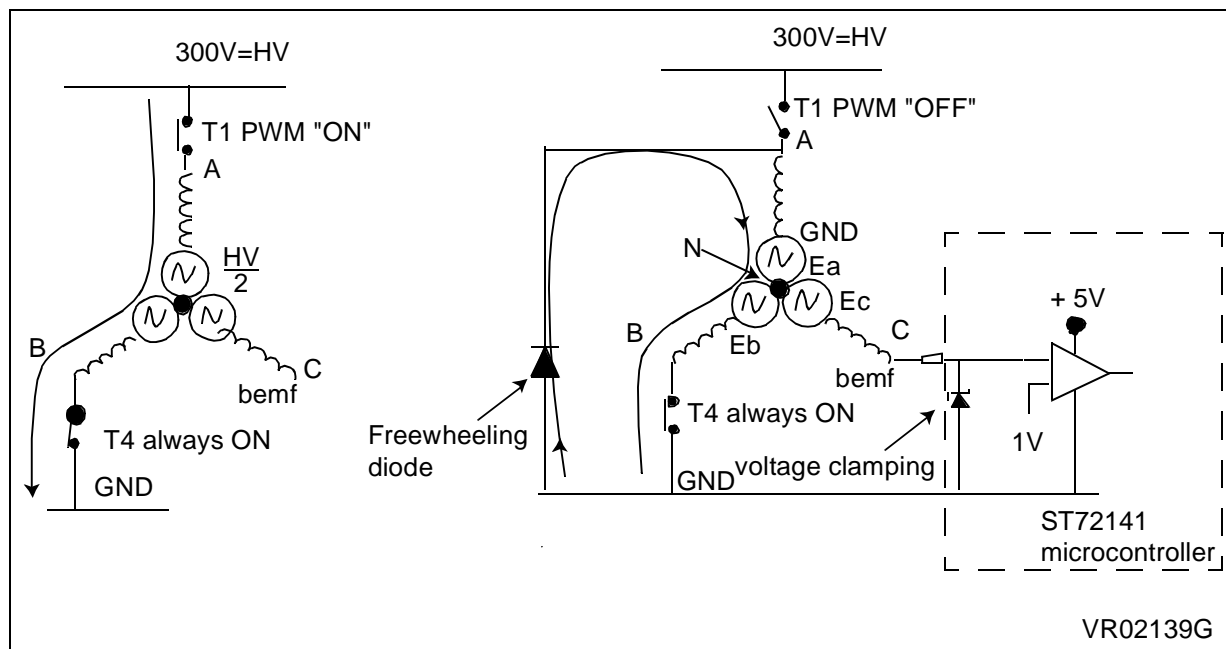 300V=HV
T1 PWM "ON"
A
HV
2
B
C
bemf
T4 always ON
GND
300V=HV
T1 PWM "OFF"
A
N
GND
Ea
Ec
+ 5V
B
Eb
C
bemf
Freewheeling
diode
T4 always ON
1V
voltage clamping
GND
ST72141
microcontroller
VR02139G